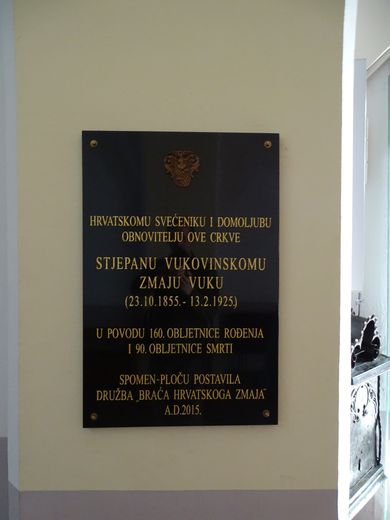 HRVATSKOMU SVEĆENIKU I DOMOLJUBU
OBNOVITELJU OVE CRKVE
STJEPANU VUKOVINSKOMU
ZMAJU VUKU
(23.10.1855.- 13.2.1925.)
U POVODU 160. OBLJETNICE ROĐENJA
I 90. OBLJETNICE SMRTI
SPOMEN-PLOČU POSTAVILA
DRUŽBA „BRAĆA HRVATSKOGA ZMAJA"
A.D.2015.